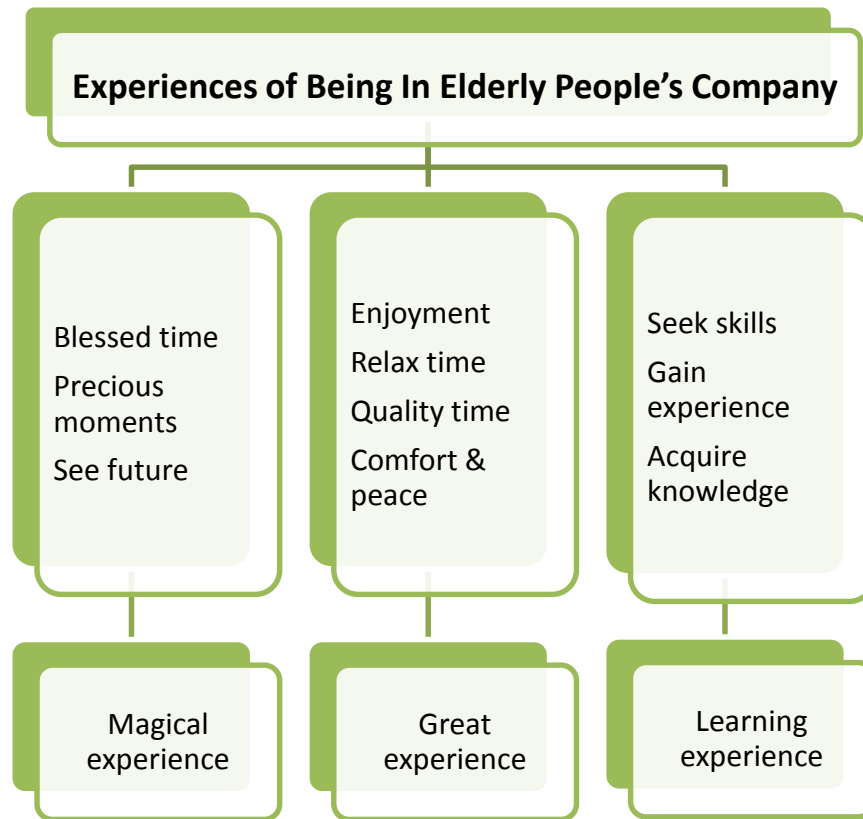 Experiences of Being In Elderly People’s Company
Blessed time
Precious
moments
See future
Enjoyment
Relax time
Quality time
Comfort &
peace
Seek skills
Gain
experience
Acquire
knowledge
Magical
experience
Great
experience
Learning
experience